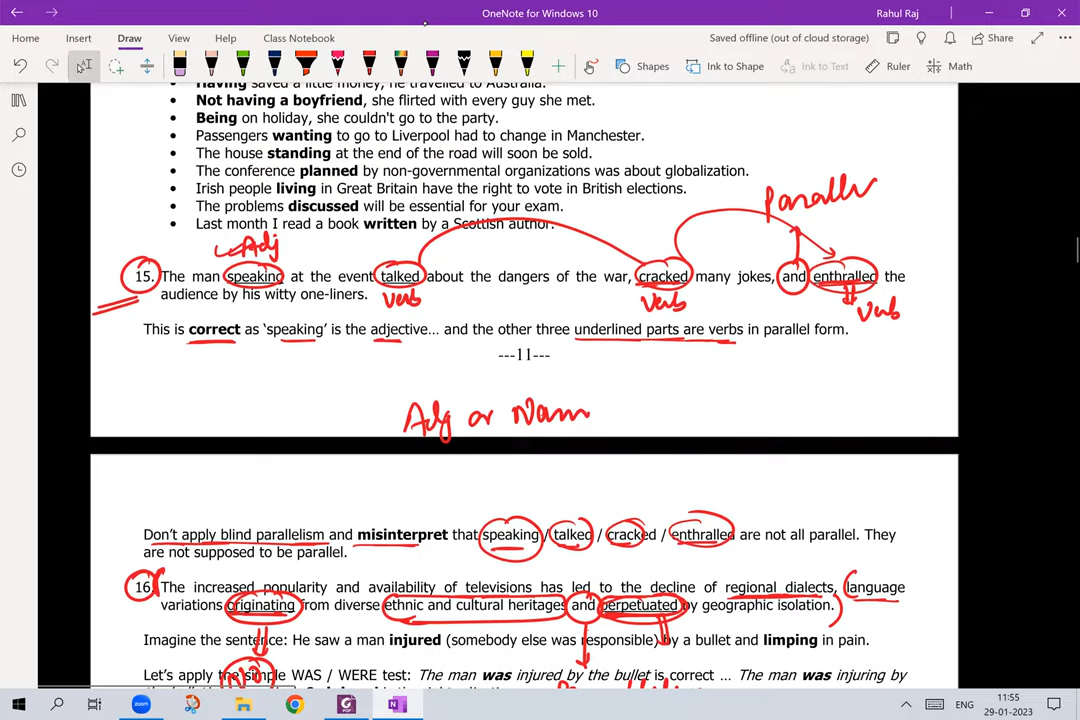 OneNote for Windows 10
Rahul Raj
Home Insert Draw View Help Class Notebook
Saved offline (out of cloud storage) Share
Shapes Ink to Shape Ink to Text Ruler Math
Having saved a little money, he travelled to Australia.
• Not having a boyfriend, she flirted with every guy she met.
• Being on holiday, she couldn't go to the party.
• Passengers wanting to go to Liverpool had to change in Manchester.
• The house standing at the end of the road will soon be sold.
• The conference planned by non-governmental organizations was about globalization.
• Irish people living in Great Britain have the right to vote in British elections.
• The problems discussed will be essential for your exam.
• Last month I read a book written by a Scottish author.
Parallel
Adj
15. The man speaking at the event talked about the dangers of the war, cracked many jokes, and enthralled the
audience by his witty one-liners.
verb verb verb
This is correct as ‘speaking’ is the adjective… and the other three underlined parts are verbs in parallel form.
---11---
Adj or Noun
Don’t apply blind parallelism and misinterpret that speaking / talked / cracked / enthralled are not all parallel. They
are not supposed to be parallel.
16. The increased popularity and availability of televisions has led to the decline of regional dialects, language
variations originating from diverse ethnic and cultural heritages and perpetuated by geographic isolation.
Imagine the sentence: He saw a man injured (somebody else was responsible) by a bullet and limping in pain.
Let’s apply the simple WAS / WERE test: The man was injured by the bullet is correct … The man was injuring by
ENG
11:55
29-01-2023